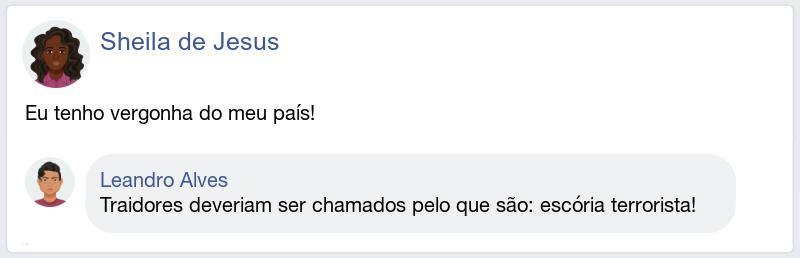 Sheila de Jesus
Eu tenho vergonha do meu país!
Leandro Alves
Traidores deveriam ser chamados pelo que são: escória terrorista!